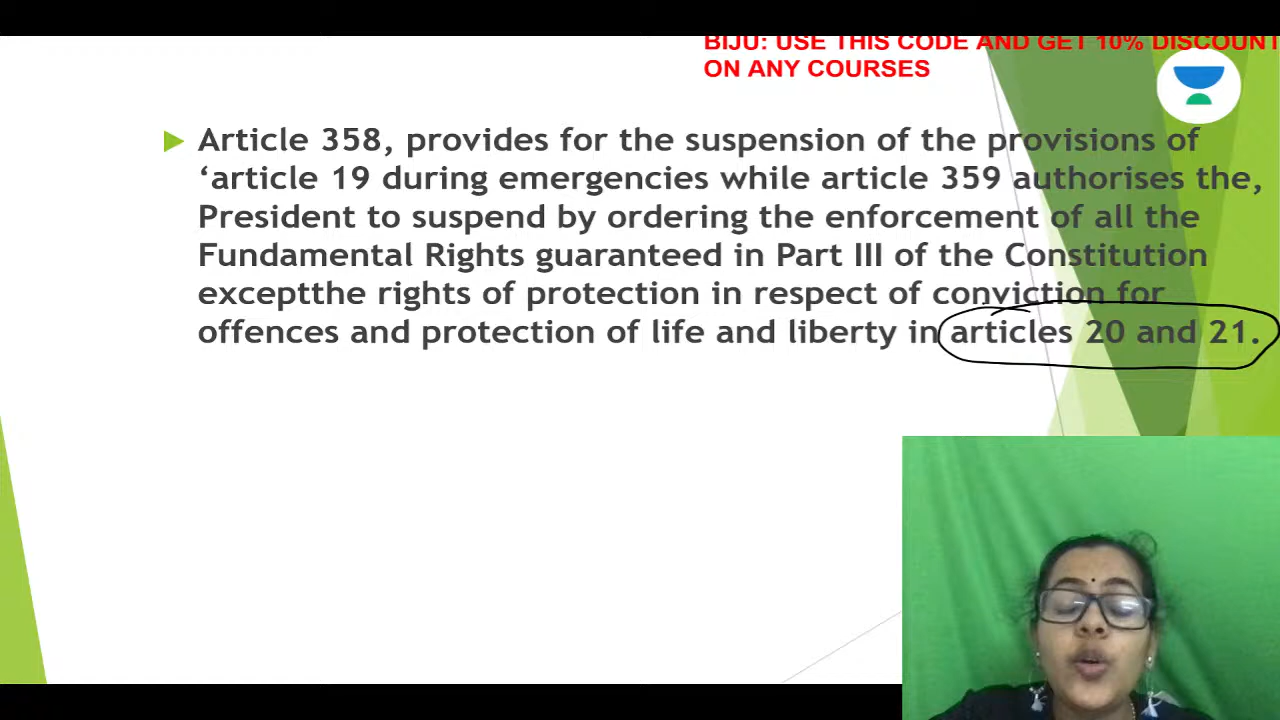 BIJU: USE THIS CODE AND GET 10% DISCOUNT
ON ANY COURSES
Article 358, provides for the suspension of the provisions of
‘article 19 during emergencies while article 359 authorises the,
President to suspend by ordering the enforcement of all the
Fundamental Rights guaranteed in Part III of the Constitution
exceptthe rights of protection in respect of conviction for
offences and protection of life and liberty in articles 20 and 21.